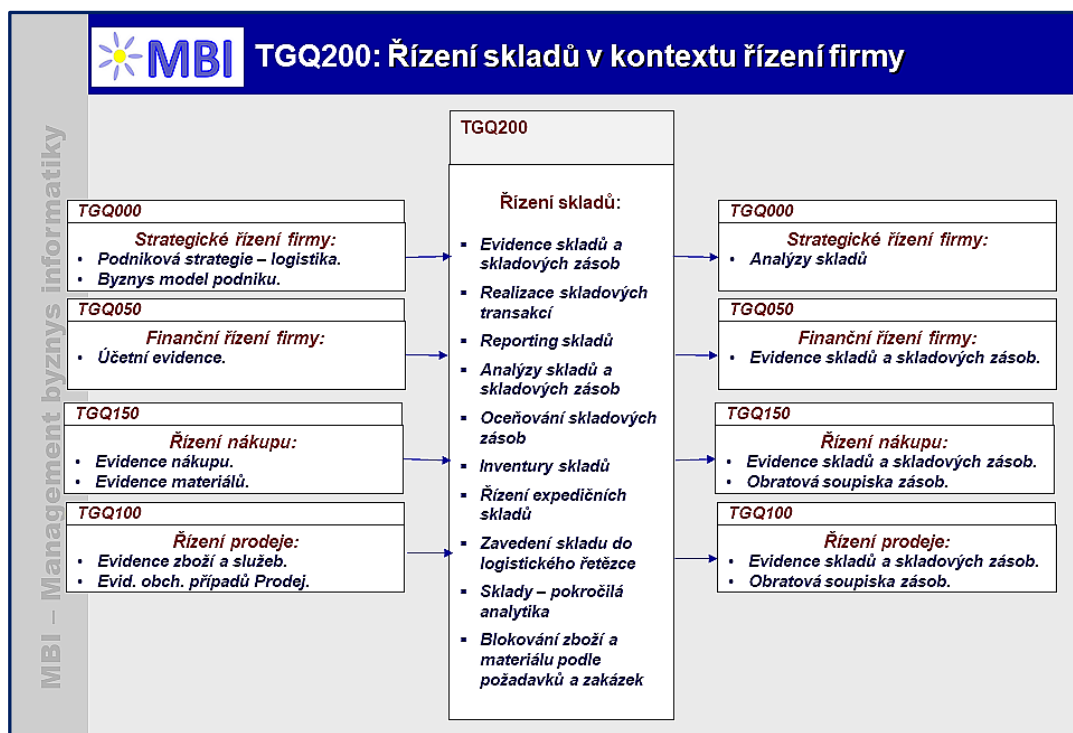 MBI
TGQ200: Řízení skladů v kontextu řízení firmy
MBI – Management byznys informatiky
TGQ000
Strategické řízení firmy:
• Podniková strategie – logistika.
• Byznys model podniku.
TGQ050
Finanční řízení firmy:
• Účetní evidence.
TGQ150
Řízení nákupu:
• Evidence nákupu.
• Evidence materiálů.
TGQ100
Řízení prodeje:
• Evidence zboží a služeb.
• Evid. obch. případů Prodej.
TGQ200
Řízení skladů:
▪ Evidence skladů a
skladových zásob
▪ Realizace skladových
transakcí
▪ Reporting skladů
▪ Analýzy skladů a
skladových zásob
▪ Oceňování skladových
zásob
▪ Inventury skladů
▪ Řízení expedičních
skladů
▪ Zavedení skladu do
logistického řetězce
▪ Sklady – pokročilá
analytika
▪ Blokování zboží a
materiálu podle
požadavků a zakázek
TGQ000
Strategické řízení firmy:
• Analýzy skladů
TGQ050
Finanční řízení firmy:
• Evidence skladů a skladových zásob.
TGQ150
Řízení nákupu:
• Evidence skladů a skladových zásob.
• Obratová soupiska zásob.
TGQ100
Řízení prodeje:
• Evidence skladů a skladových zásob.
• Obratová soupiska zásob.